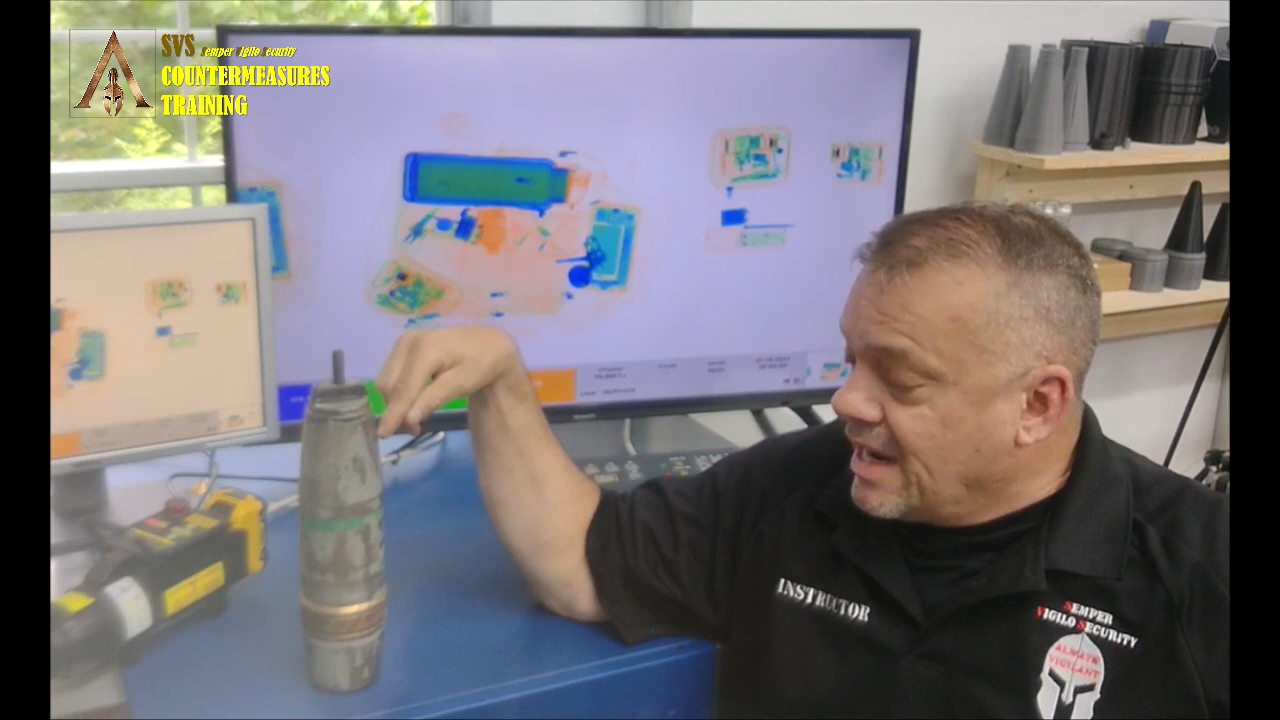 SVS Semper Vigilo Security
COUNTERMEASURES
TRAINING
INSTRUCTOR
SEMPER
VIGILO SECURITY
ALWAYS
VIGILANT